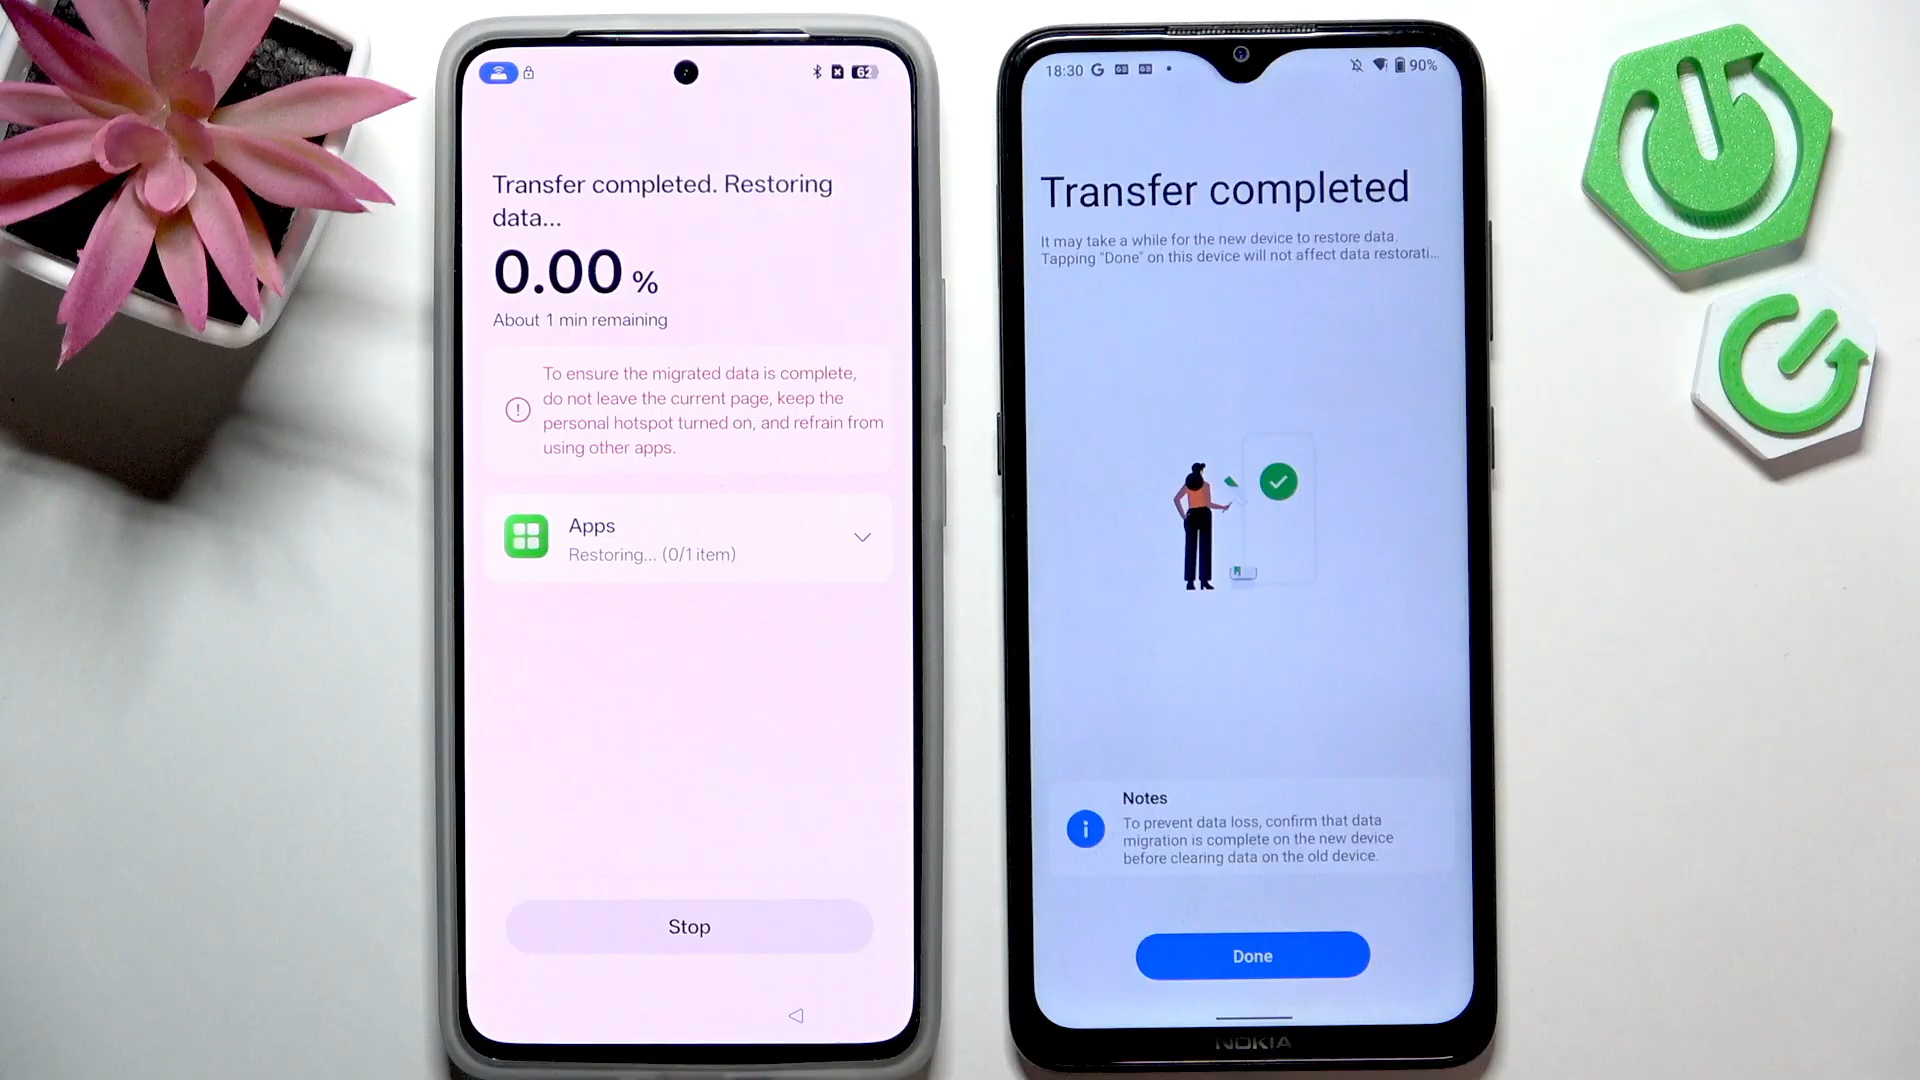 62
Transfer completed. Restoring
data...
0.00 %
About 1 min remaining
To ensure the migrated data is complete,
do not leave the current page, keep the
personal hotspot turned on, and refrain from
using other apps.
Apps
Restoring... (0/1 item)
Stop
18:30 G
90%
Transfer completed
It may take a while for the new device to restore data.
Tapping "Done" on this device will not affect data restorati...
Notes
To prevent data loss, confirm that data
migration is complete on the new device
before clearing data on the old device.
Done
NOKIA